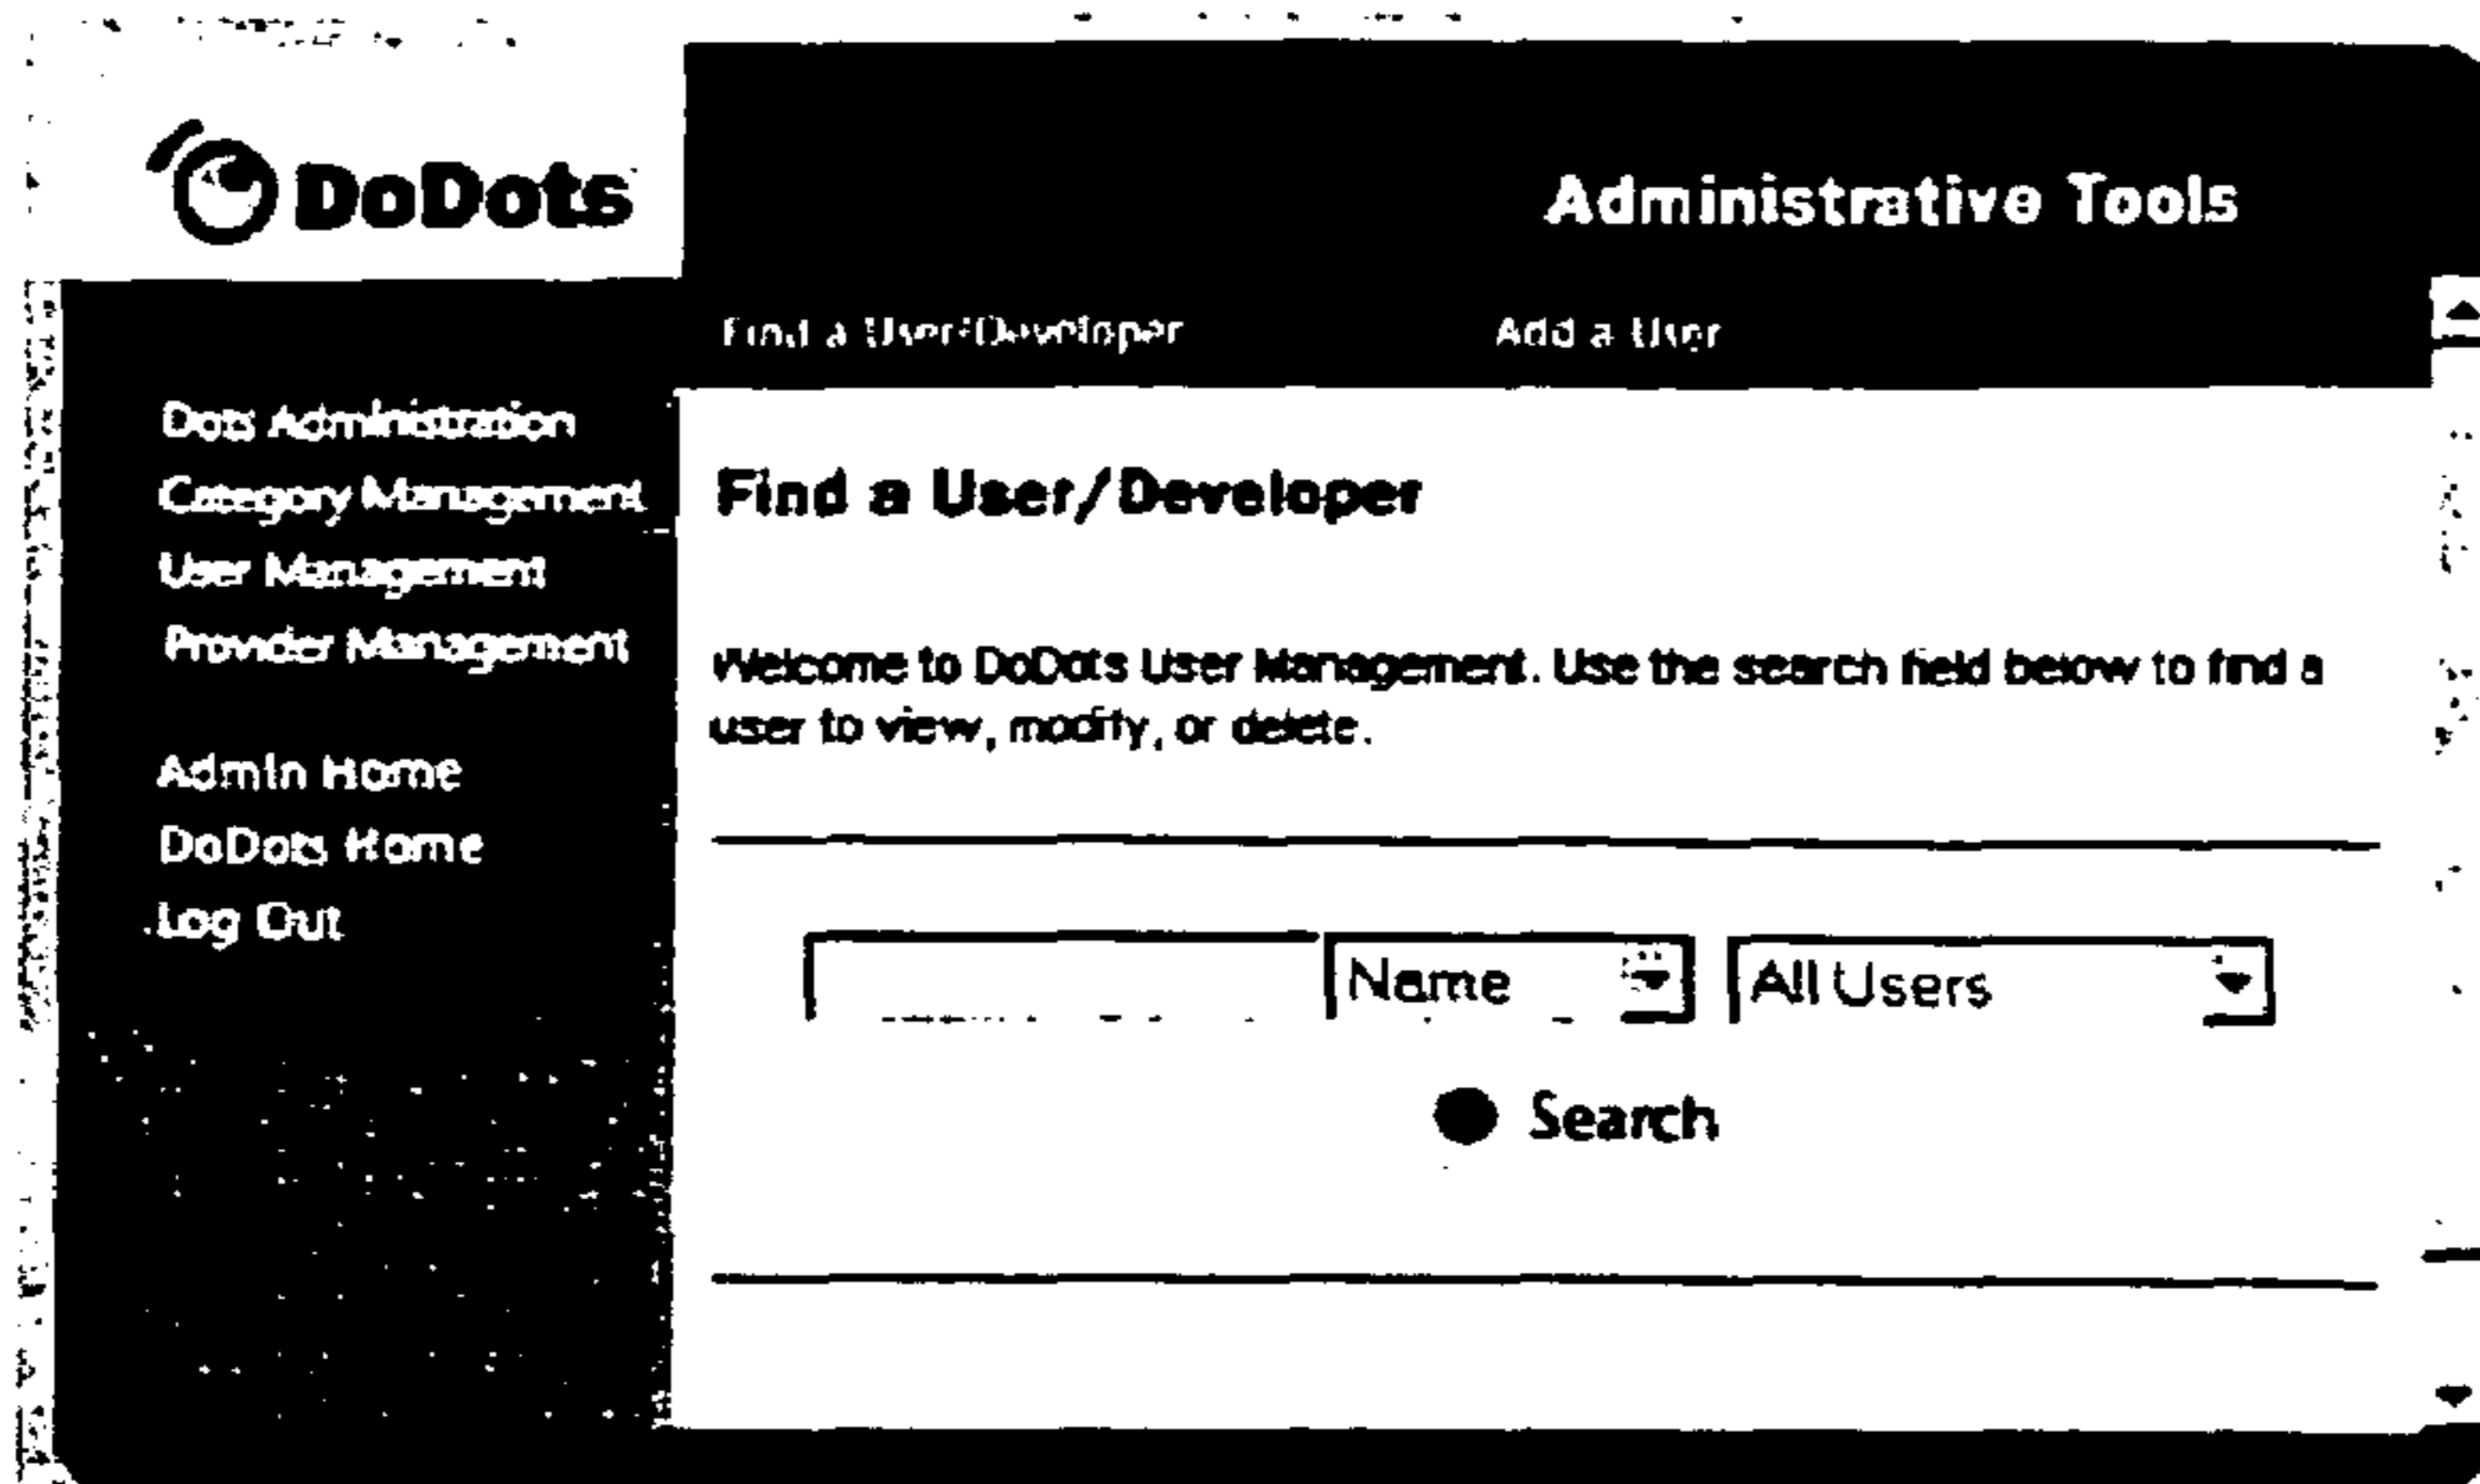 DoDots
Administrative Tools
Find a User/Developer
Add a User
Dots Administration
Category Management
User Management
Provider Management
Admin Home
DoDots Home
Log Out
Find a User/Developer
Welcome to DoDots User Management. Use the search field below to find a
user to view, modify, or delete.
Name
All Users
Search